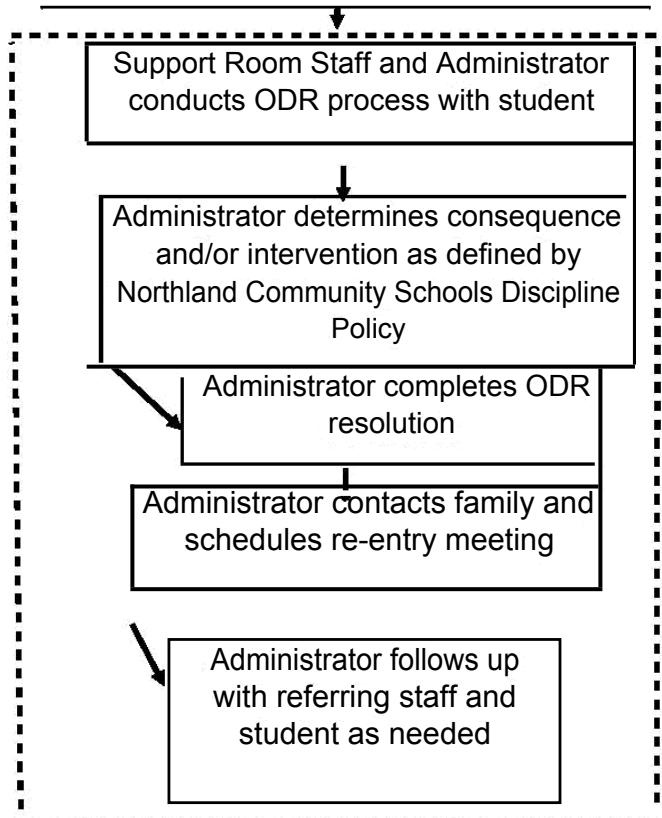 Support Room Staff and Administrator
conducts ODR process with student
Administrator determines consequence
and/or intervention as defined by
Northland Community Schools Discipline
Policy
Administrator completes ODR
resolution
Administrator contacts family and
schedules re-entry meeting
Administrator follows up
with referring staff and
student as needed